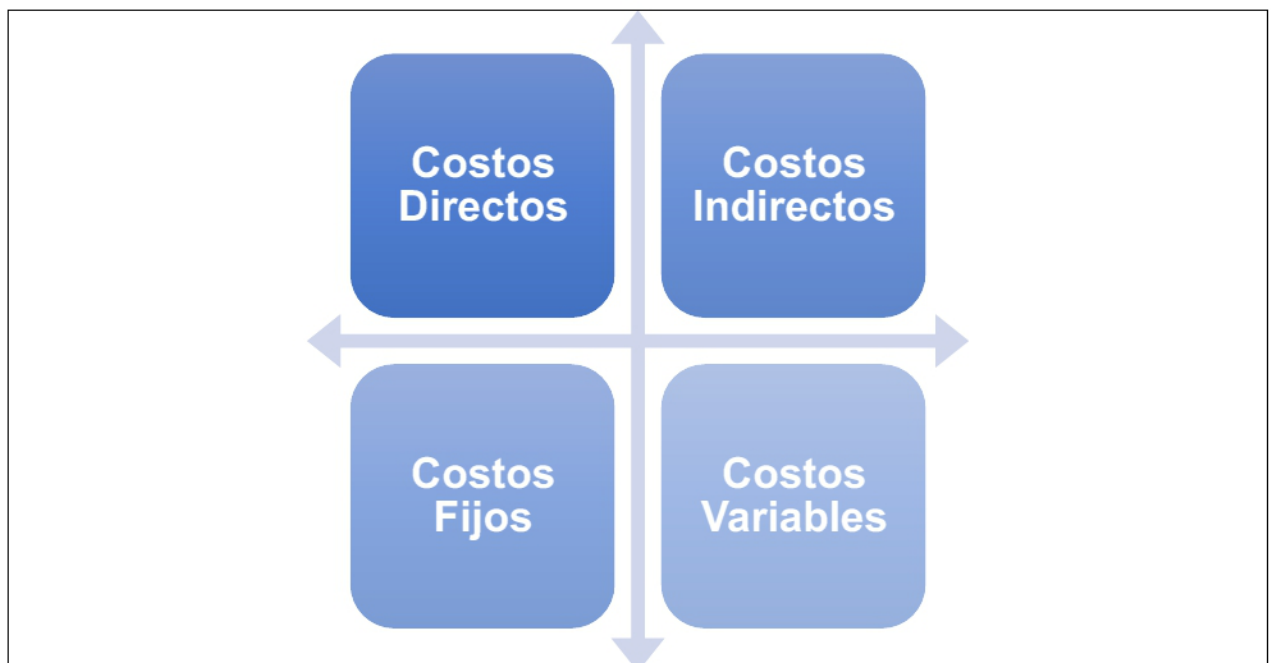 Costos
Directos
Costos
Indirectos
Costos
Fijos
Costos
Variables